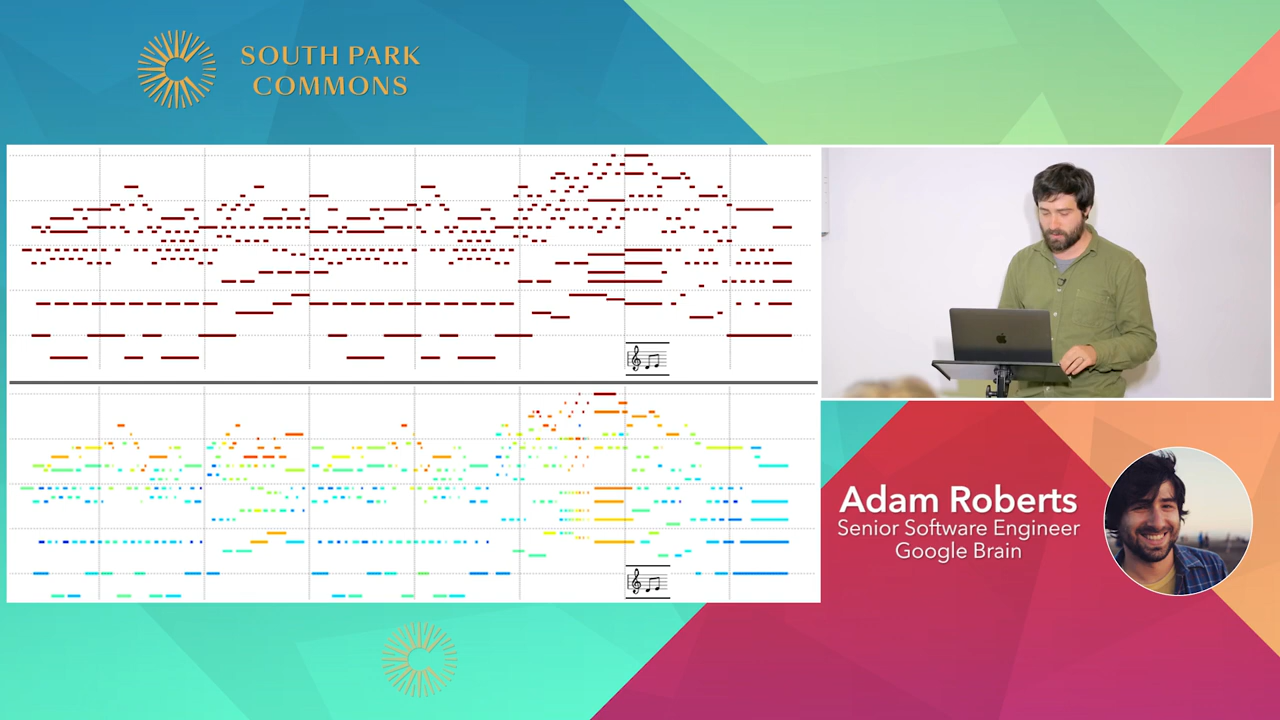 SOUTH PARK
COMMONS
Adam Roberts
Senior Software Engineer
Google Brain